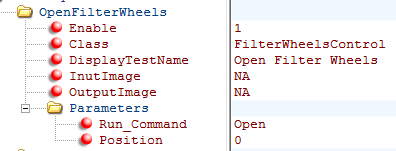 OpenFilterWheels
Enable 1
Class FilterWheelsControl
DisplayTestName Open Filter Wheels
InutImage NA
OutputImage NA
Parameters
Run_Command Open
Position 0